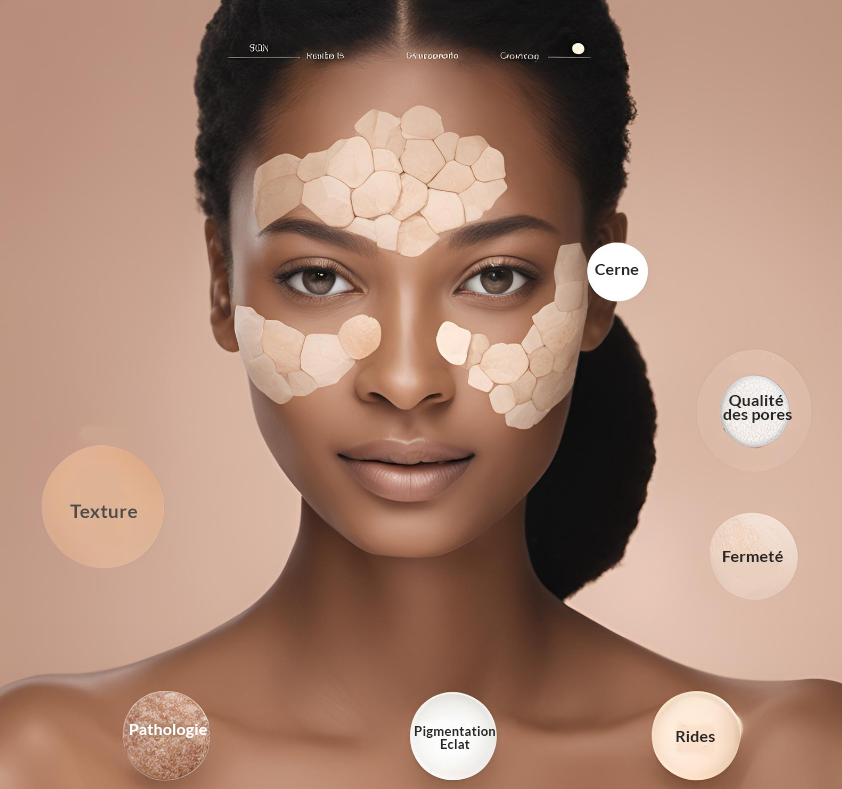 Cerne
Qualité
des pores
Texture
Fermeté
Pathologie
Pigmentation
Eclat
Rides